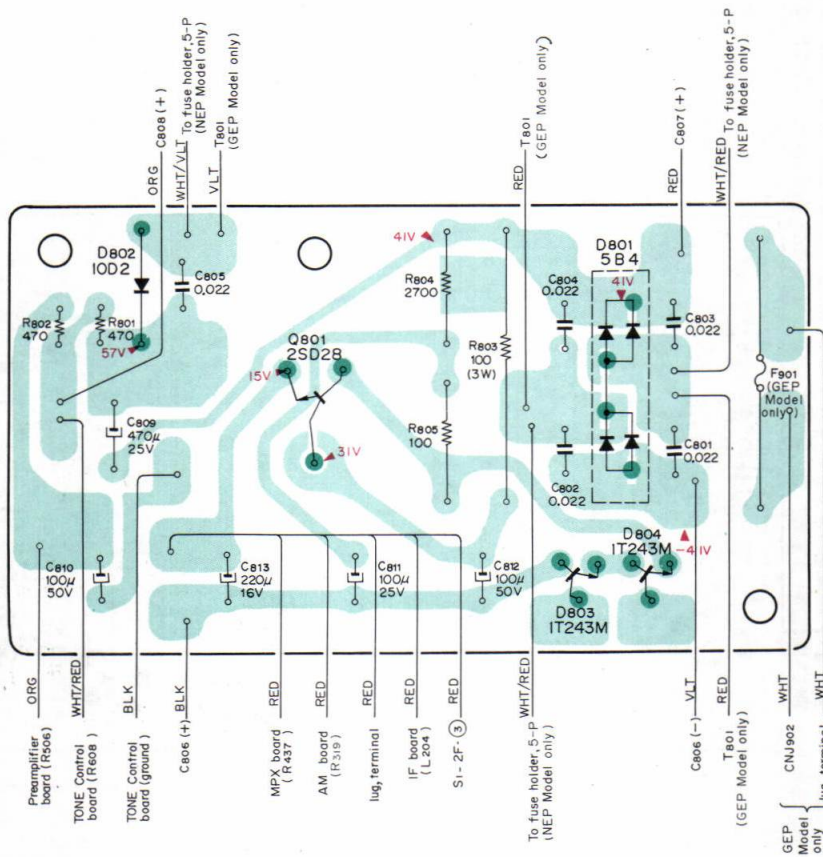 ORG
C808 (+)
WHT/VLT
To fuse holder, 5-P
(NEP Model only)
VLT
T801
(GEP Model only)
RED
T801
(GEP Model only)
RED
C807 (+)
WHT/RED
To fuse holder, 5-P
(NEP Model only)
D802
10D2
C805
0.022
R802
470
R801
470
57V
Q801
2SD28
15V
31V
C809
470μ
25V
41V
R804
2700
R803
100
(3W)
R805
100
C804
0.022
D801
5B4
41V
C803
0.022
C802
0.022
C801
0.022
F901
(GEP
Model
only)
C810
100μ
50V
C813
220μ
16V
C811
100μ
25V
C812
100μ
50V
D804
1T243M
-41V
D803
1T243M
ORG
Preamplifier
board (R506)
WHT/RED
TONE Control
board (R608)
BLK
TONE Control
board (ground)
BLK
C806 (+)
RED
MPX board
(R437)
RED
AM board
(R319)
RED
lug, terminal
RED
IF board
(L204)
RED
S1-2F-③
WHT/RED
To fuse holder, 5-P
(NEP Model only)
VLT
C806 (-)
RED
T801
(GEP Model only)
WHT
CNJ902
WHT
lug, terminal
GEP
Model
only